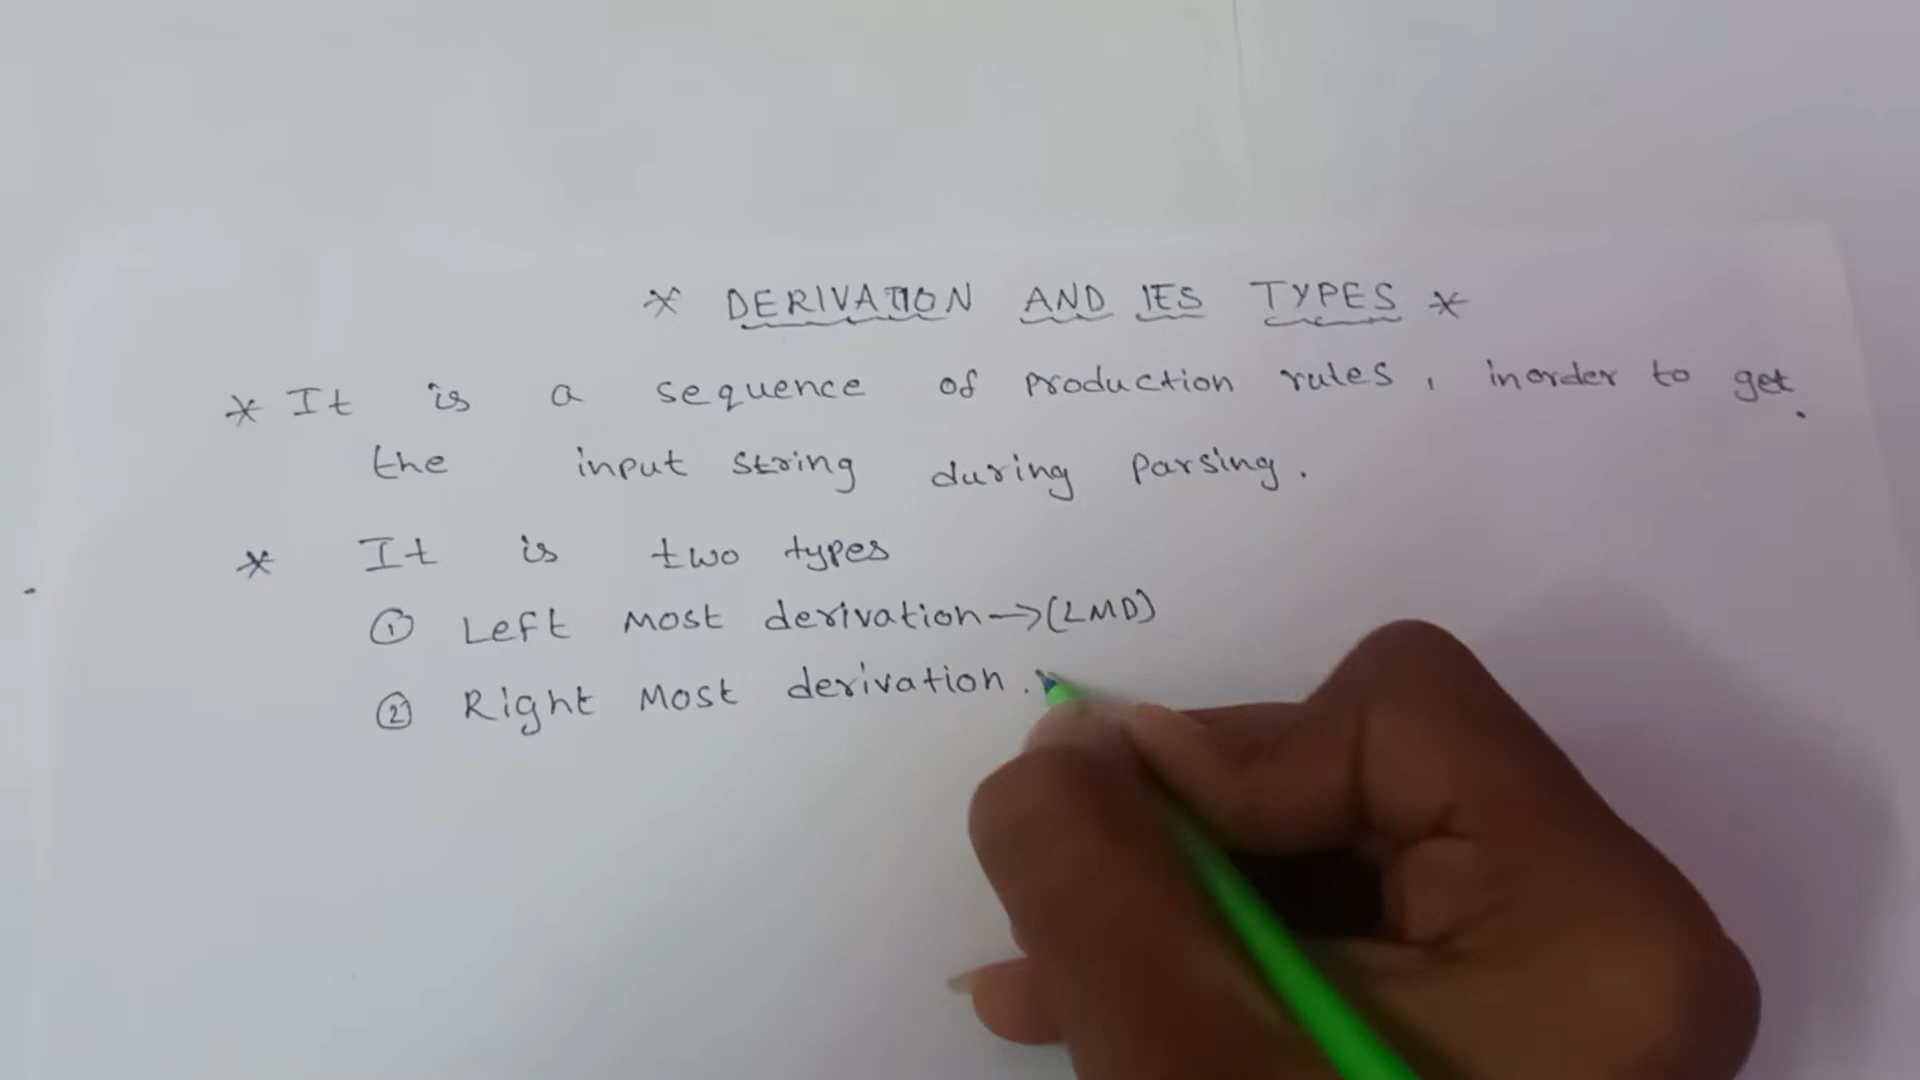 * DERIVATION AND ITS TYPES *
* It is a sequence of production rules, inorder to get
the input string during parsing.
* It is two types
① Left most derivation → (LMD)
② Right most derivation.